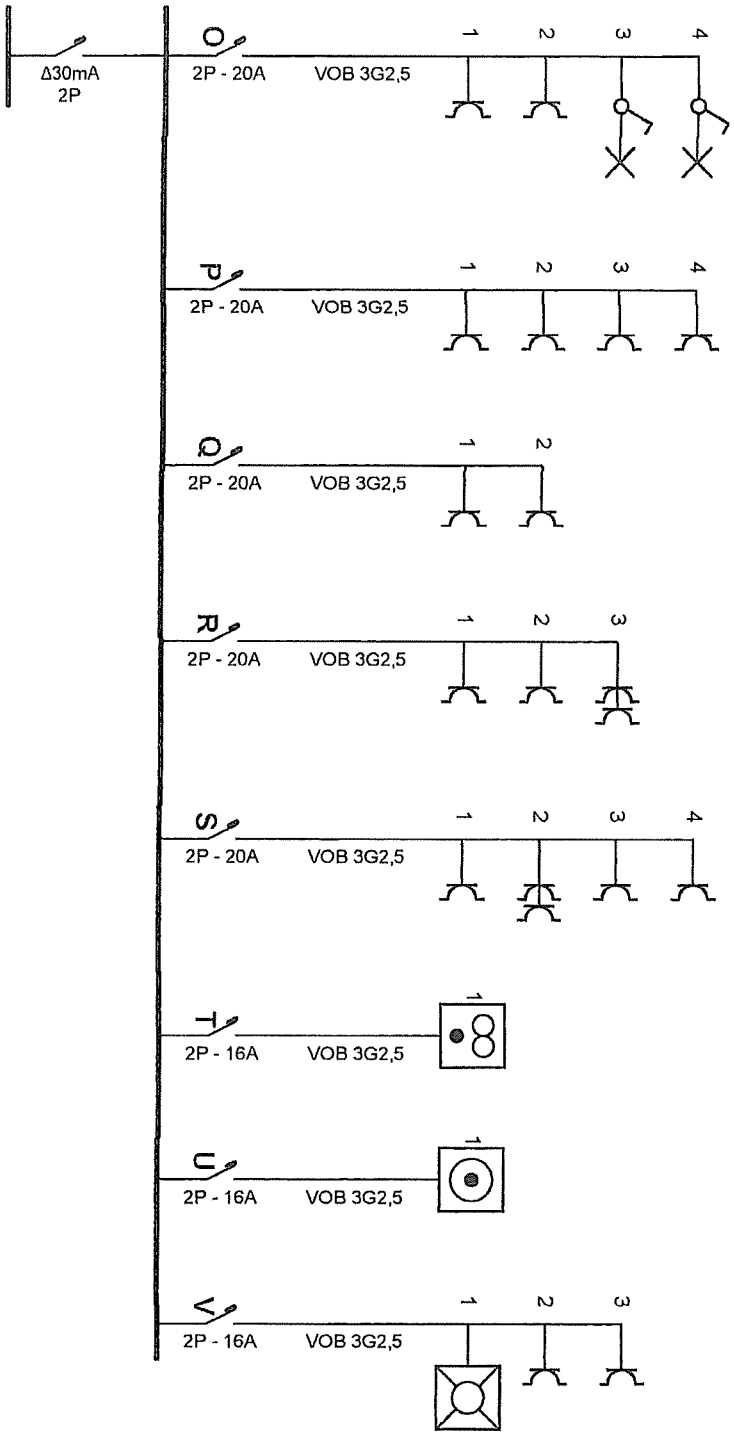 O 1 2 3 4
Δ30mA 2P - 20A VOB 3G2,5
2P
P 1 2 3 4
2P - 20A VOB 3G2,5
Q 1 2
2P - 20A VOB 3G2,5
R 1 2 3
2P - 20A VOB 3G2,5
S 1 2 3 4
2P - 20A VOB 3G2,5
T 1
2P - 16A VOB 3G2,5
U 1
2P - 16A VOB 3G2,5
V 1 2 3
2P - 16A VOB 3G2,5